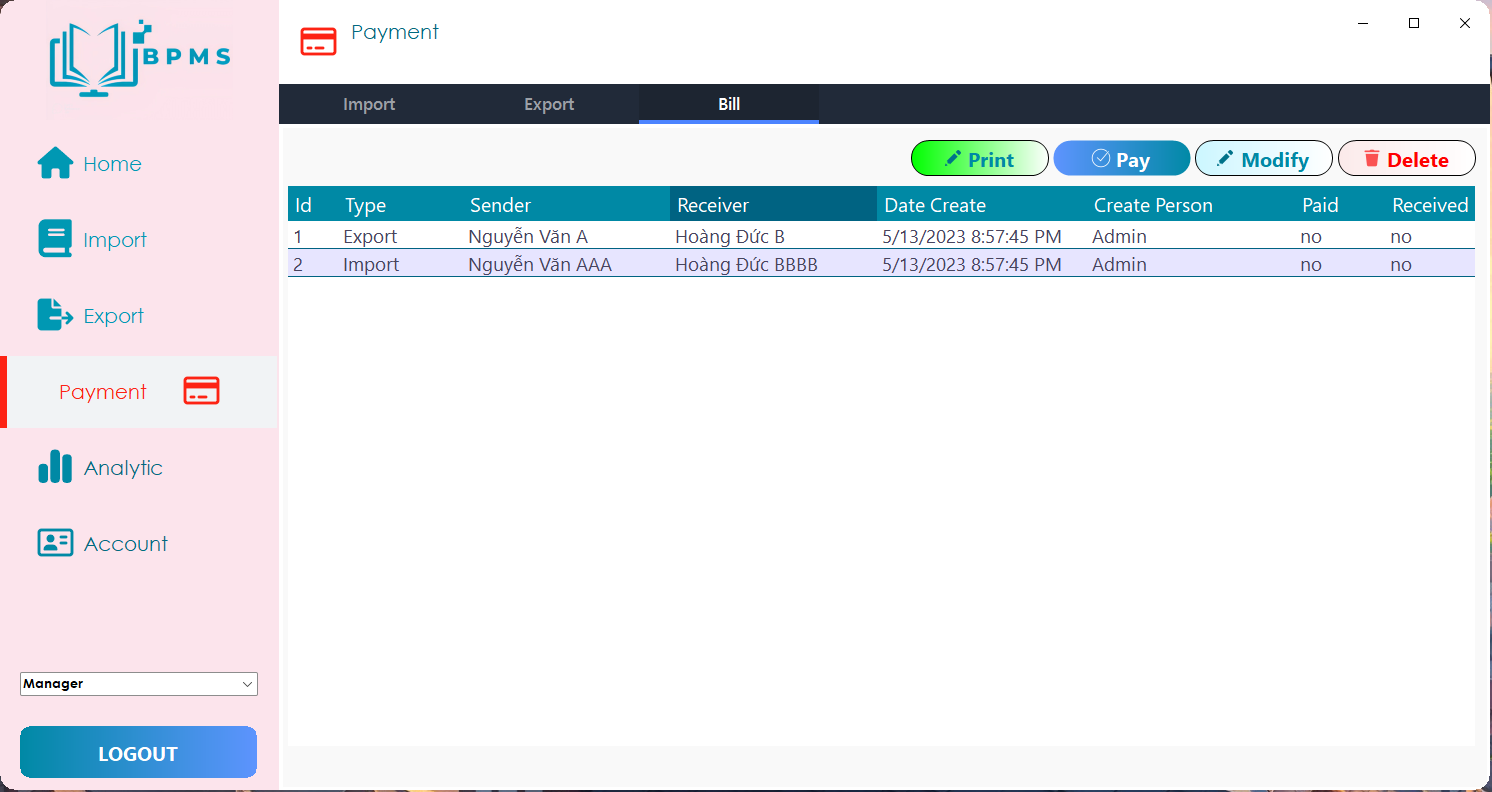 BPMS
Payment
Import Export Bill
Print Pay Modify Delete
Home
Import
Export
Payment
Analytic
Account
Manager
LOGOUT
Id Type Sender Receiver Date Create Create Person Paid Received
1 Export Nguyễn Văn A Hoàng Đức B 5/13/2023 8:57:45 PM Admin no no
2 Import Nguyễn Văn AAA Hoàng Đức BBBB 5/13/2023 8:57:45 PM Admin no no